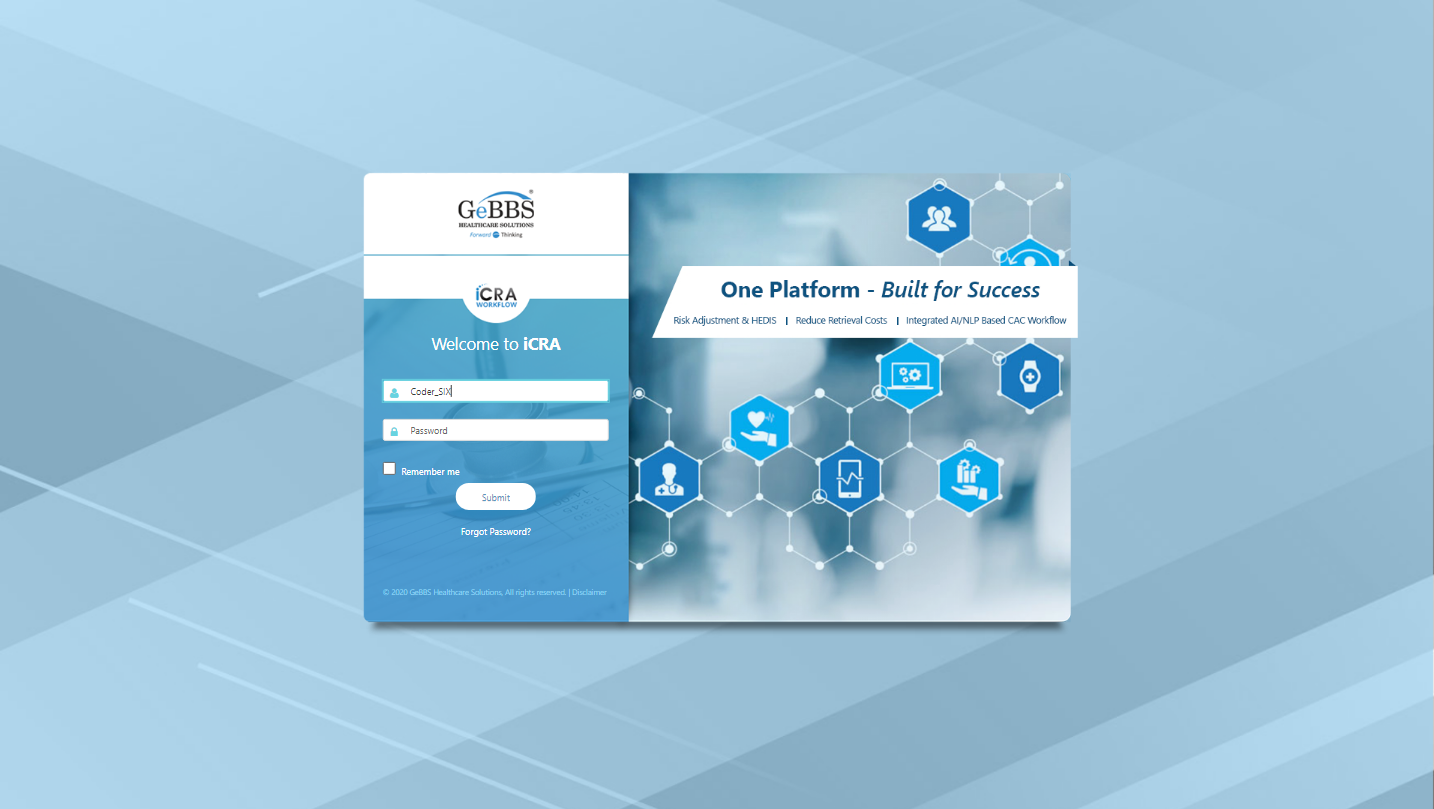 GeBBS®
HEALTHCARE SOLUTIONS
Forward Thinking
iCRA
WORKFLOW
Welcome to iCRA
Coder_SIX
Password
Remember me
Submit
Forgot Password?
© 2020 GeBBS Healthcare Solutions, All rights reserved. | Disclaimer
One Platform - Built for Success
Risk Adjustment & HEDIS | Reduce Retrieval Costs | Integrated AI/NLP Based CAC Workflow